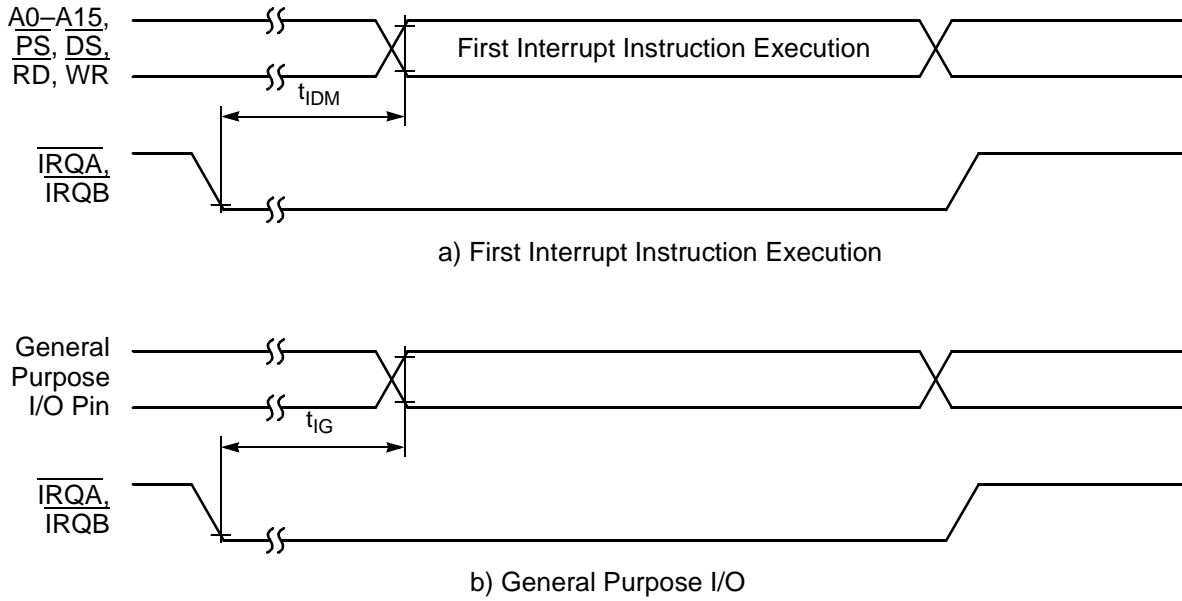 A0–A15,
PS, DS,
RD, WR
First Interrupt Instruction Execution
tIDM
IRQA,
IRQB
a) First Interrupt Instruction Execution
General
Purpose
I/O Pin
tIG
IRQA,
IRQB
b) General Purpose I/O